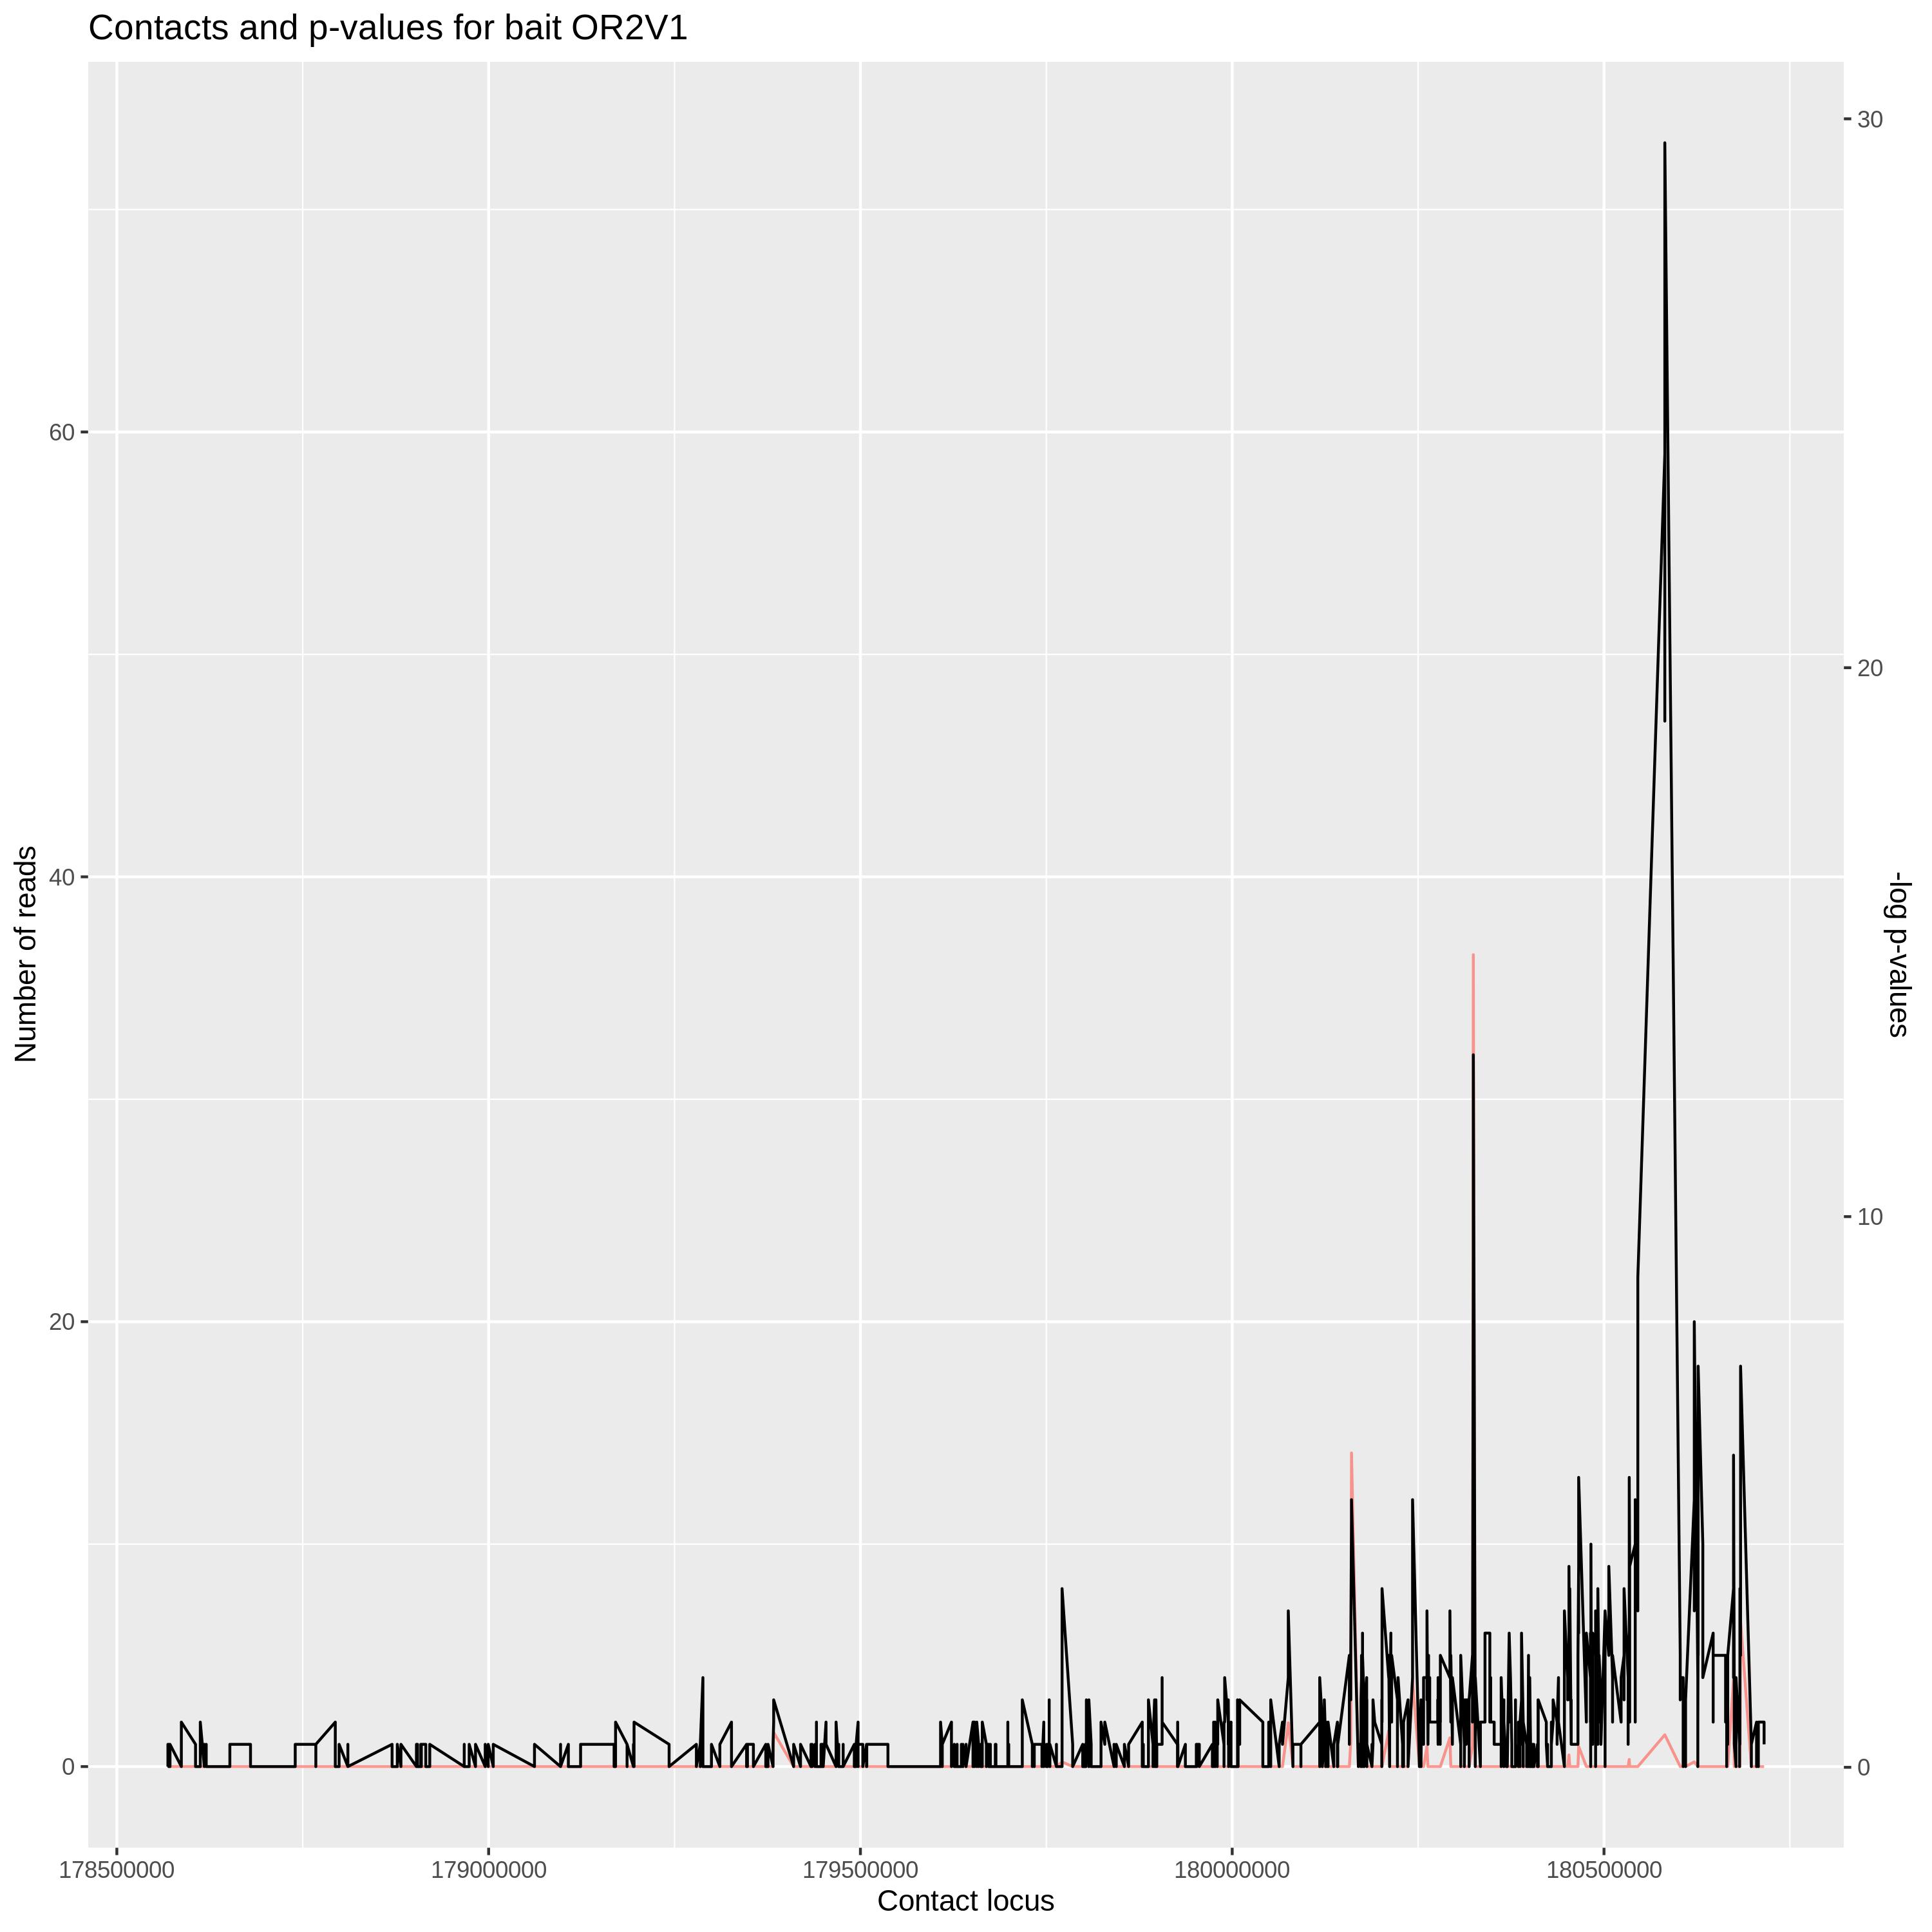 Contacts and p-values for bait OR2V1
30
60
20
40
10
20
0
0
Number of reads
-log p-values
178500000 179000000 179500000 180000000 180500000
Contact locus